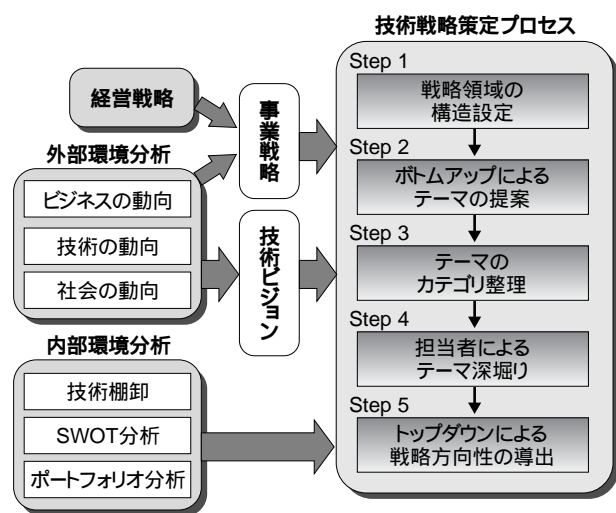 技術戦略策定プロセス
経営戦略
外部環境分析
ビジネスの動向
技術の動向
社会の動向
内部環境分析
技術棚卸
SWOT分析
ポートフォリオ分析
事業戦略
技術ビジョン
Step 1
戦略領域の
構造設定
Step 2
ボトムアップによる
テーマの提案
Step 3
テーマの
カテゴリ整理
Step 4
担当者による
テーマ深堀り
Step 5
トップダウンによる
戦略方向性の導出